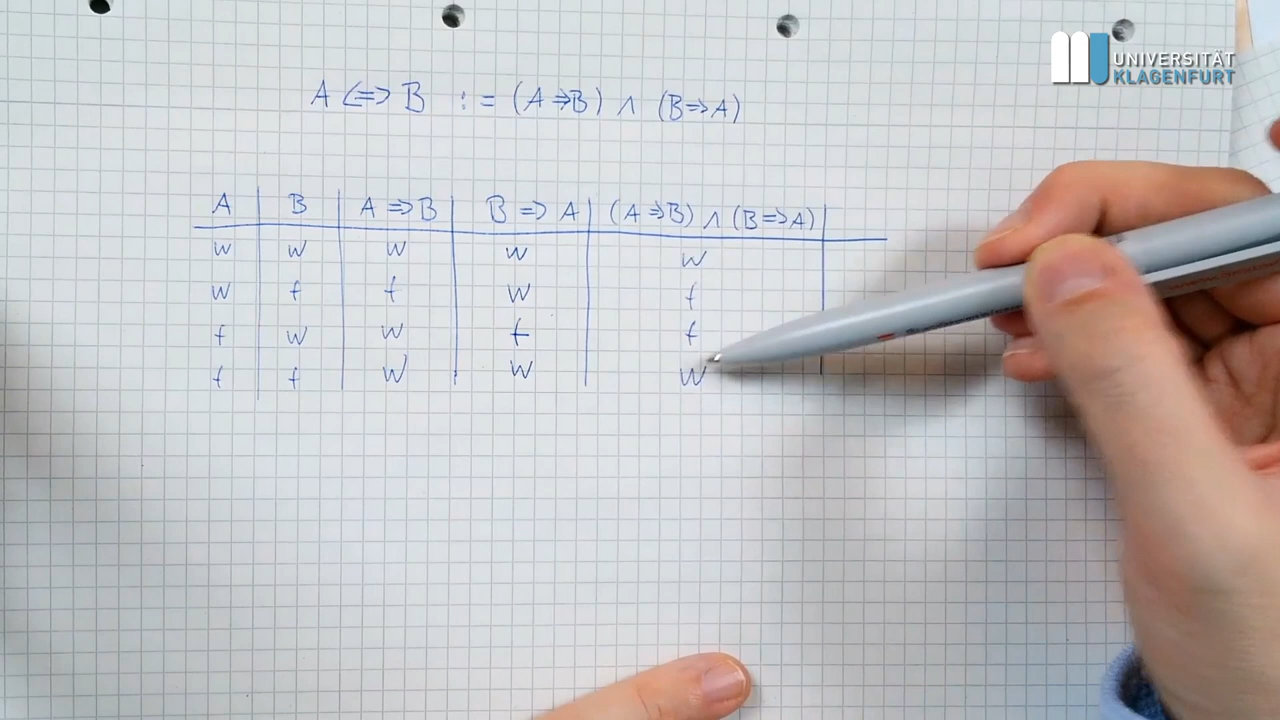 UNIVERSITÄT
KLAGENFURT
A <=> B := (A => B) ∧ (B => A)
A B A => B B => A (A => B) ∧ (B => A)
w w w w w
w f f w f
f w w f f
f f w w w